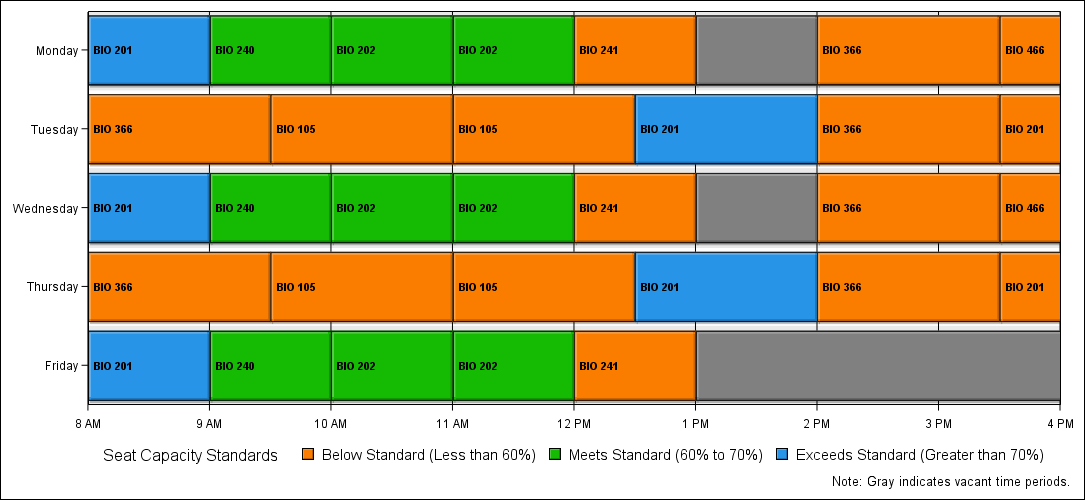 Monday BIO 201 BIO 240 BIO 202 BIO 202 BIO 241 BIO 366 BIO 466
Tuesday BIO 366 BIO 105 BIO 105 BIO 201 BIO 366 BIO 201
Wednesday BIO 201 BIO 240 BIO 202 BIO 202 BIO 241 BIO 366 BIO 466
Thursday BIO 366 BIO 105 BIO 105 BIO 201 BIO 366 BIO 201
Friday BIO 201 BIO 240 BIO 202 BIO 202 BIO 241
8 AM 9 AM 10 AM 11 AM 12 PM 1 PM 2 PM 3 PM 4 PM
Seat Capacity Standards Below Standard (Less than 60%) Meets Standard (60% to 70%) Exceeds Standard (Greater than 70%)
Note: Gray indicates vacant time periods.